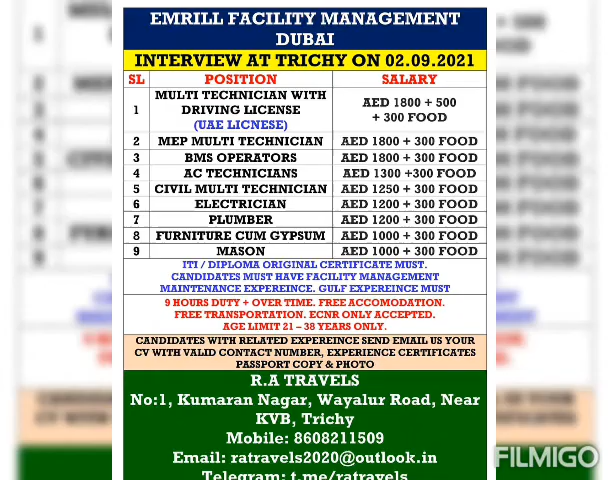 EMRILL FACILITY MANAGEMENT
DUBAI
INTERVIEW AT TRICHY ON 02.09.2021
SL POSITION SALARY
1 MULTI TECHNICIAN WITH
DRIVING LICENSE
(UAE LICNESE)
AED 1800 + 500
+ 300 FOOD
2 MEP MULTI TECHNICIAN AED 1800 + 300 FOOD
3 BMS OPERATORS AED 1800 + 300 FOOD
4 AC TECHNICIANS AED 1300 +300 FOOD
5 CIVIL MULTI TECHNICIAN AED 1250 + 300 FOOD
6 ELECTRICIAN AED 1200 + 300 FOOD
7 PLUMBER AED 1200 + 300 FOOD
8 FURNITURE CUM GYPSUM AED 1000 + 300 FOOD
9 MASON AED 1000 + 300 FOOD
ITI / DIPLOMA ORIGINAL CERTIFICATE MUST.
CANDIDATES MUST HAVE FACILITY MANAGEMENT
MAINTENANCE EXPEREINCE. GULF EXPEREINCE MUST
9 HOURS DUTY + OVER TIME. FREE ACCOMODATION.
FREE TRANSPORTATION. ECNR ONLY ACCEPTED.
AGE LIMIT 21 – 38 YEARS ONLY.
CANDIDATES WITH RELATED EXPEREINCE SEND EMAIL US YOUR
CV WITH VALID CONTACT NUMBER, EXPERIENCE CERTIFICATES
PASSPORT COPY & PHOTO
R.A TRAVELS
No:1, Kumaran Nagar, Wayalur Road, Near
KVB, Trichy
Mobile: 8608211509
Email: ratravels2020@outlook.in
Telegram: t.me/ratravels
FILMIGO